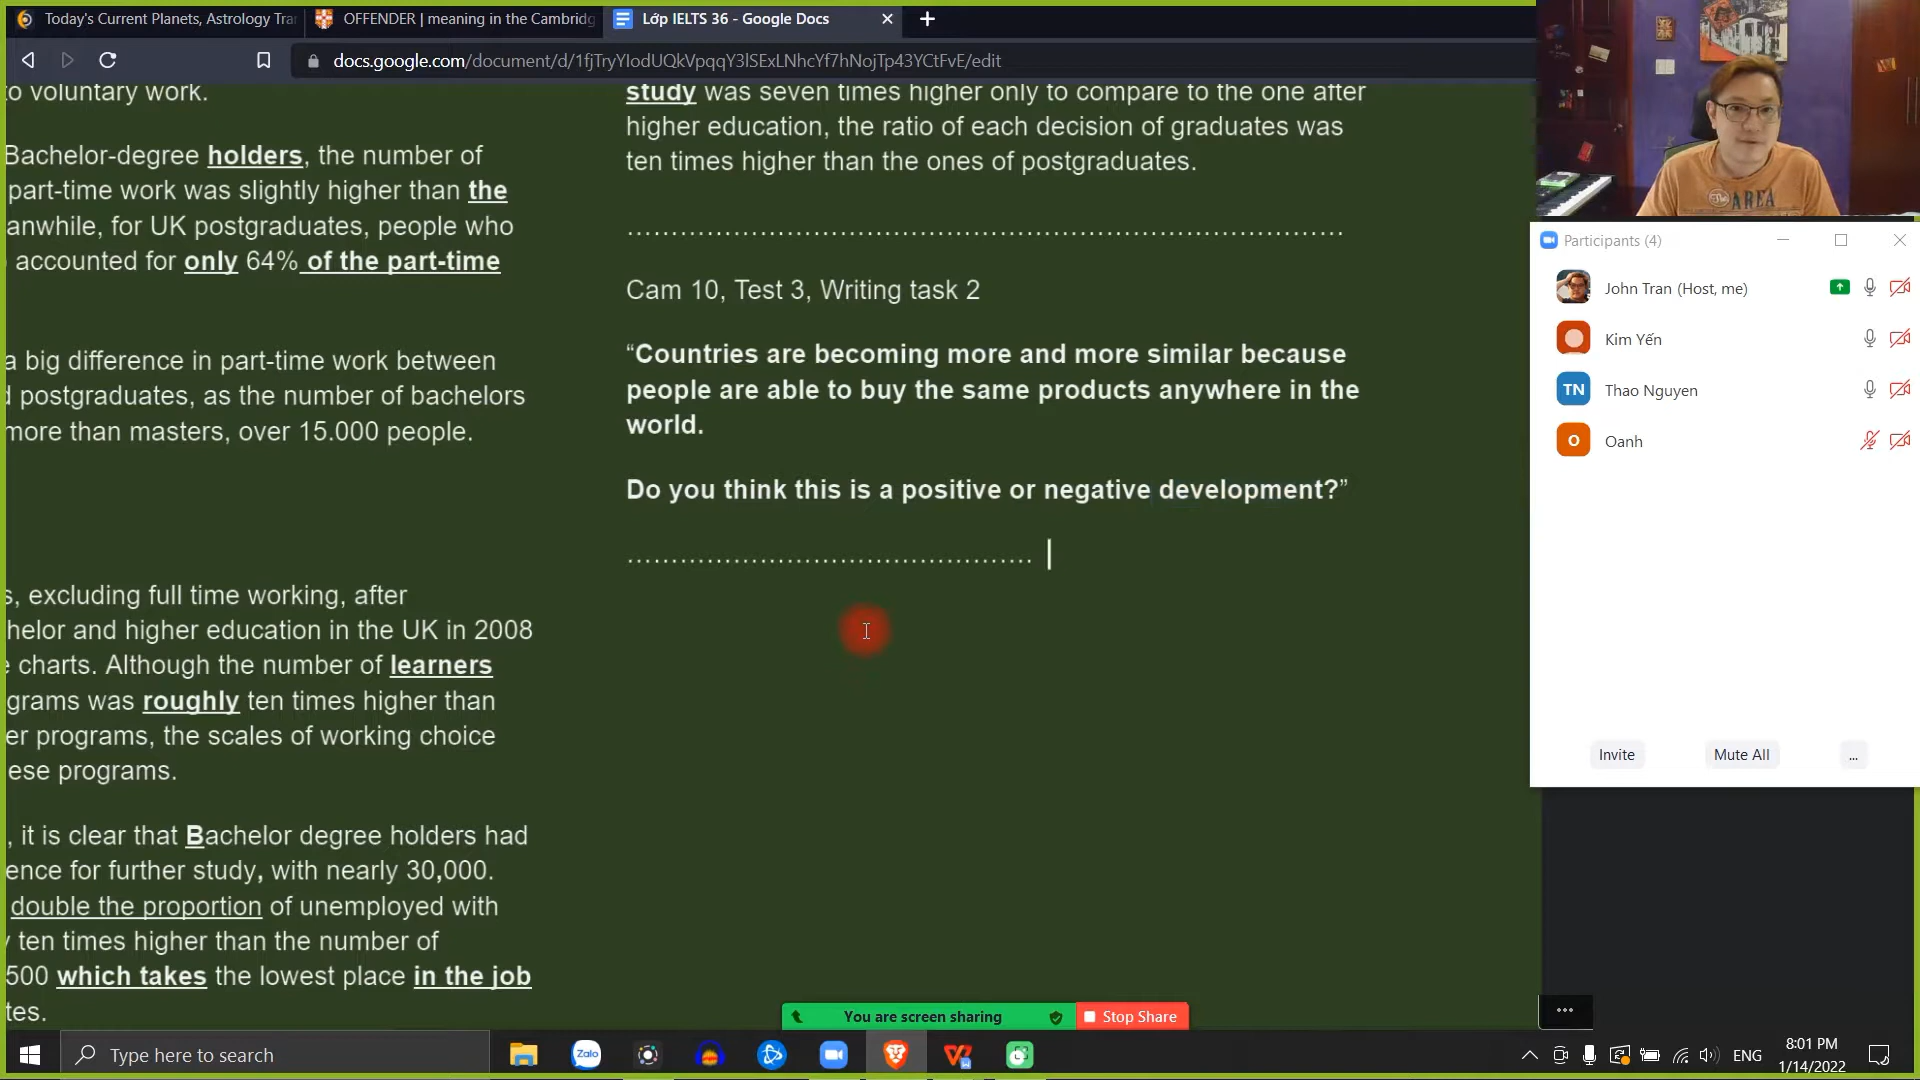 Today's Current Planets, Astrology Tra
OFFENDER | meaning in the Cambridg
Lớp IELTS 36 - Google Docs
docs.google.com/document/d/1fjTryYIodUQkVpqqY3lSExLNhcYf7hNojTp43YCtFvE/edit
to voluntary work.
Bachelor-degree holders, the number of
part-time work was slightly higher than the
anwhile, for UK postgraduates, people who
accounted for only 64% of the part-time
a big difference in part-time work between
d postgraduates, as the number of bachelors
more than masters, over 15.000 people.
s, excluding full time working, after
helor and higher education in the UK in 2008
e charts. Although the number of learners
grams was roughly ten times higher than
er programs, the scales of working choice
ese programs.
, it is clear that Bachelor degree holders had
ence for further study, with nearly 30,000.
double the proportion of unemployed with
y ten times higher than the number of
500 which takes the lowest place in the job
tes.
study was seven times higher only to compare to the one after
higher education, the ratio of each decision of graduates was
ten times higher than the ones of postgraduates.
Cam 10, Test 3, Writing task 2
“Countries are becoming more and more similar because
people are able to buy the same products anywhere in the
world.
Do you think this is a positive or negative development?”
AREA
Participants (4)
John Tran (Host, me)
Kim Yến
TN Thao Nguyen
O Oanh
Invite Mute All ...
You are screen sharing Stop Share
Type here to search
Zalo
ENG
8:01 PM
1/14/2022